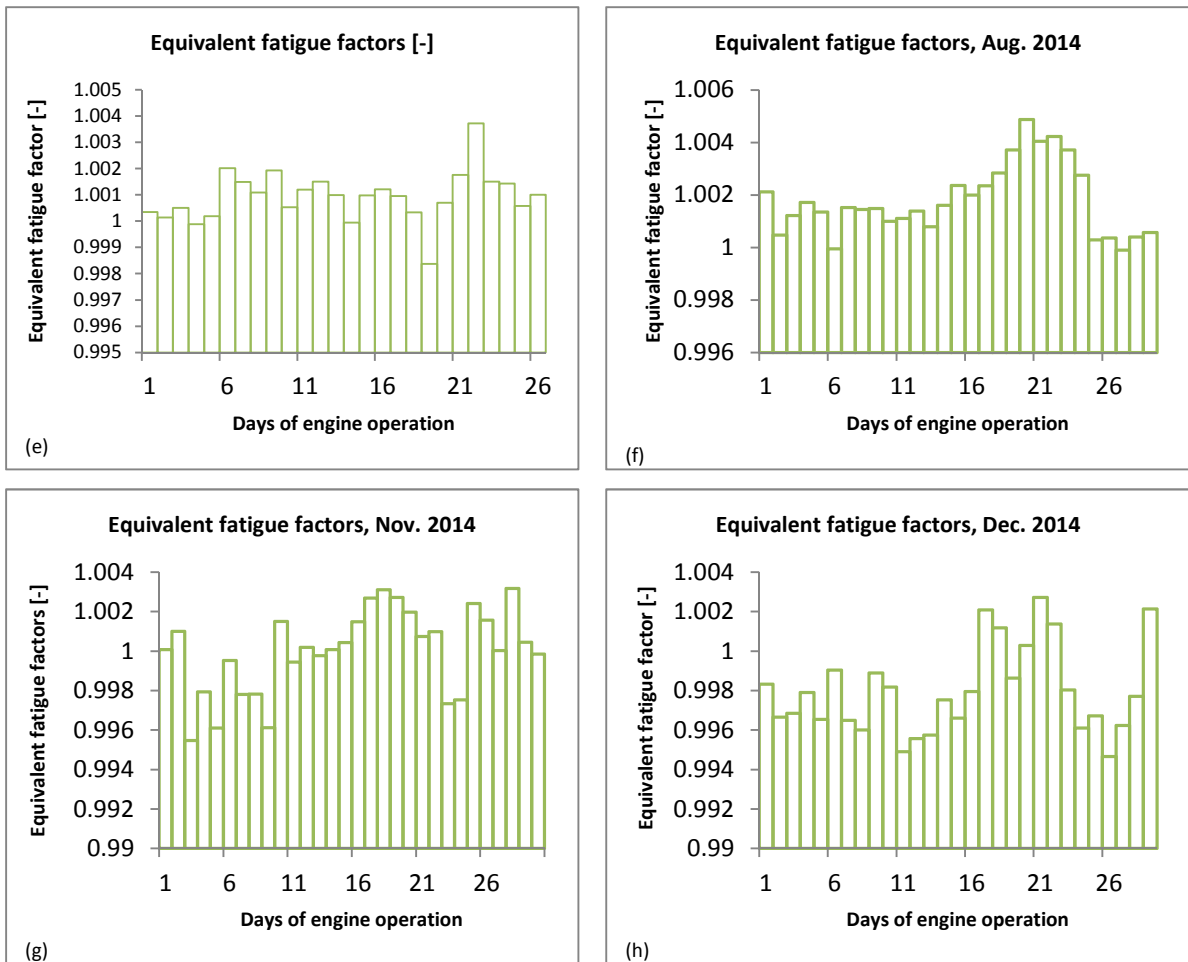 Equivalent fatigue factors [-]
Equivalent fatigue factor [-]
1.005
1.004
1.003
1.002
1.001
1
0.999
0.998
0.997
0.996
0.995
1 6 11 16 21 26
Days of engine operation
(e)
Equivalent fatigue factors, Aug. 2014
Equivalent fatigue factor [-]
1.006
1.004
1.002
1
0.998
0.996
1 6 11 16 21 26
Days of engine operation
(f)
Equivalent fatigue factors, Nov. 2014
Equivalent fatigue factors [-]
1.004
1.002
1
0.998
0.996
0.994
0.992
0.99
1 6 11 16 21 26
Days of engine operation
(g)
Equivalent fatigue factors, Dec. 2014
Equivalent fatigue factor [-]
1.004
1.002
1
0.998
0.996
0.994
0.992
0.99
1 6 11 16 21 26
Days of engine operation
(h)